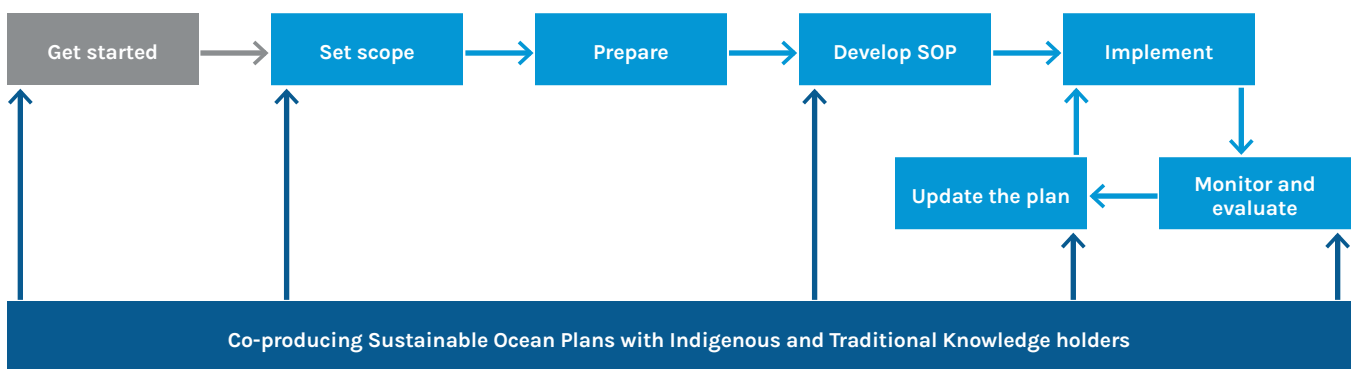 Get started
Set scope
Prepare
Develop SOP
Implement
Update the plan
Monitor and
evaluate
Co-producing Sustainable Ocean Plans with Indigenous and Traditional Knowledge holders